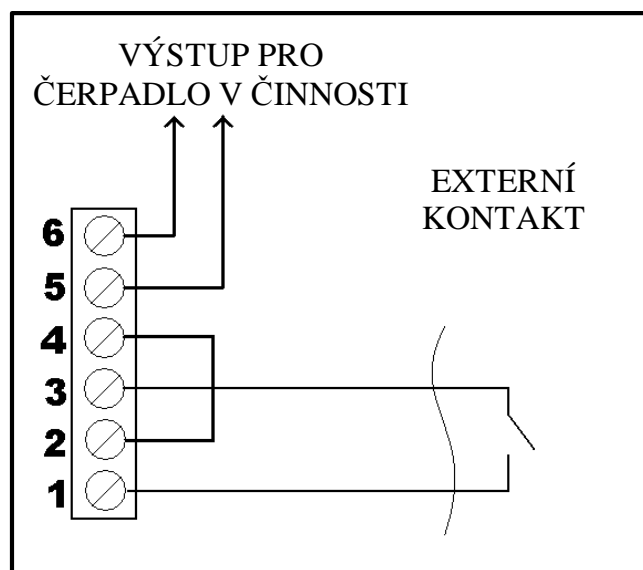 VÝSTUP PRO
ČERPADLO V ČINNOSTI
EXTERNÍ
KONTAKT
6
5
4
3
2
1